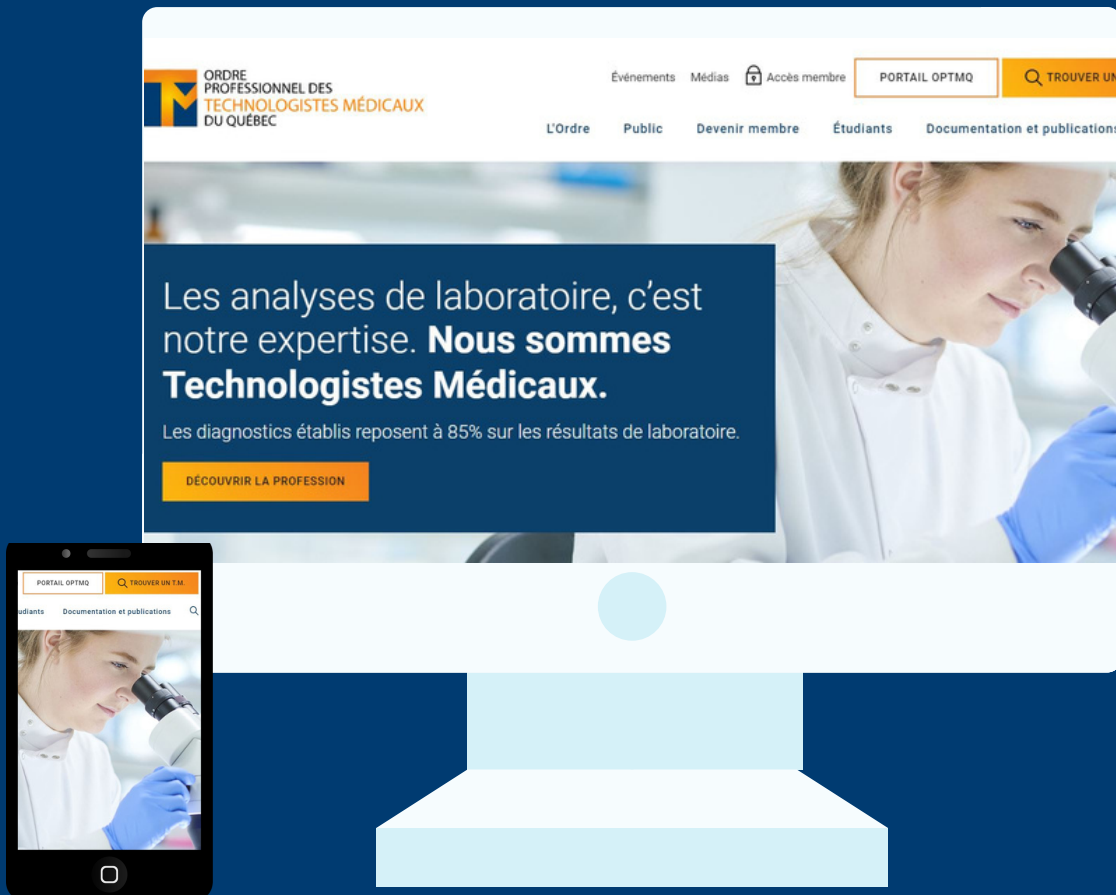 ORDRE
PROFESSIONNEL DES
TECHNOLOGISTES MÉDICAUX
DU QUÉBEC
Événements Médias Accès membre PORTAIL OPTMQ TROUVER UN
L'Ordre Public Devenir membre Étudiants Documentation et publications
Les analyses de laboratoire, c'est
notre expertise. Nous sommes
Technologistes Médicaux.
Les diagnostics établis reposent à 85% sur les résultats de laboratoire.
DÉCOUVRIR LA PROFESSION
PORTAIL OPTMQ TROUVER UN T.M.
udiants Documentation et publications